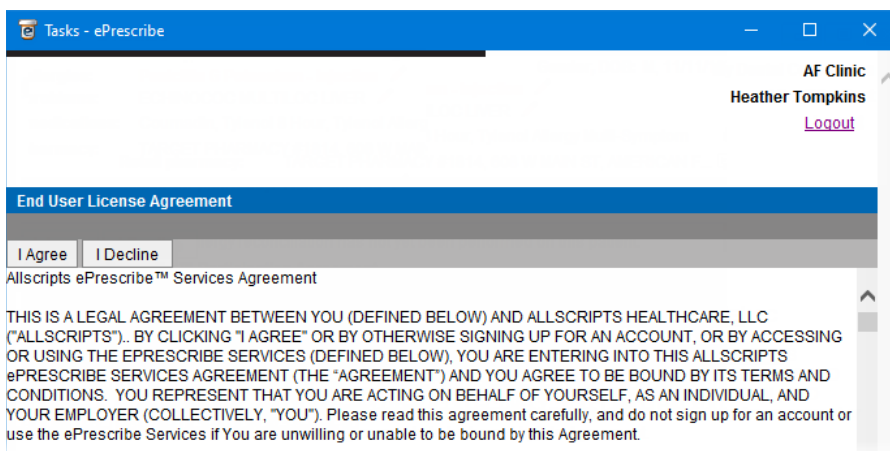 Tasks - ePrescribe
AF Clinic
Heather Tompkins
Logout
End User License Agreement
I Agree I Decline
Allscripts ePrescribe™ Services Agreement
THIS IS A LEGAL AGREEMENT BETWEEN YOU (DEFINED BELOW) AND ALLSCRIPTS HEALTHCARE, LLC
("ALLSCRIPTS").. BY CLICKING "I AGREE" OR BY OTHERWISE SIGNING UP FOR AN ACCOUNT, OR BY ACCESSING
OR USING THE EPRESCRIBE SERVICES (DEFINED BELOW), YOU ARE ENTERING INTO THIS ALLSCRIPTS
ePRESCRIBE SERVICES AGREEMENT (THE “AGREEMENT”) AND YOU AGREE TO BE BOUND BY ITS TERMS AND
CONDITIONS. YOU REPRESENT THAT YOU ARE ACTING ON BEHALF OF YOURSELF, AS AN INDIVIDUAL, AND
YOUR EMPLOYER (COLLECTIVELY, "YOU"). Please read this agreement carefully, and do not sign up for an account or
use the ePrescribe Services if You are unwilling or unable to be bound by this Agreement.